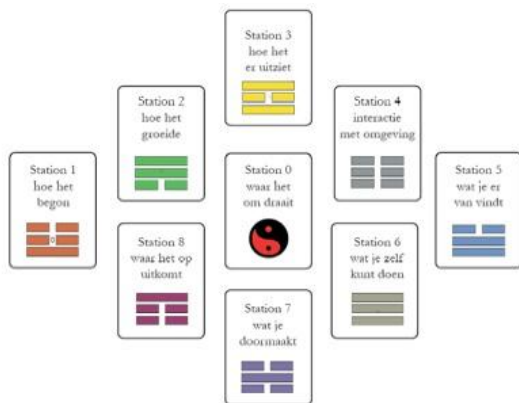 Station 3
hoe het
er uitziet
Station 2
hoe het
groeide
Station 4
interactie
met omgeving
Station 1
hoe het
begon
0
Station 0
waar het
om draait
Station 5
wat je er
van vindt
Station 8
waar het op
uitkomt
Station 6
wat je zelf
kunt doen
Station 7
wat je
doormaakt